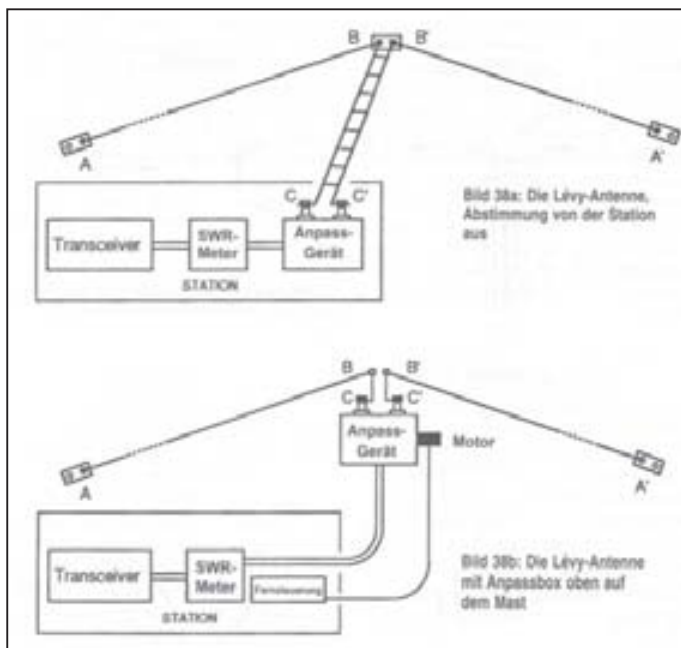 B B'
A
A'
C C'
Transceiver
SWR-
Meter
Anpass-
Gerät
STATION
Bild 38a: Die Lévy-Antenne,
Abstimmung von der Station
aus
B B'
C C'
Anpass-
Gerät
Motor
A
A'
Transceiver
SWR-
Meter
Fernsteuerung
STATION
Bild 38b: Die Lévy-Antenne
mit Anpassbox oben auf
dem Mast